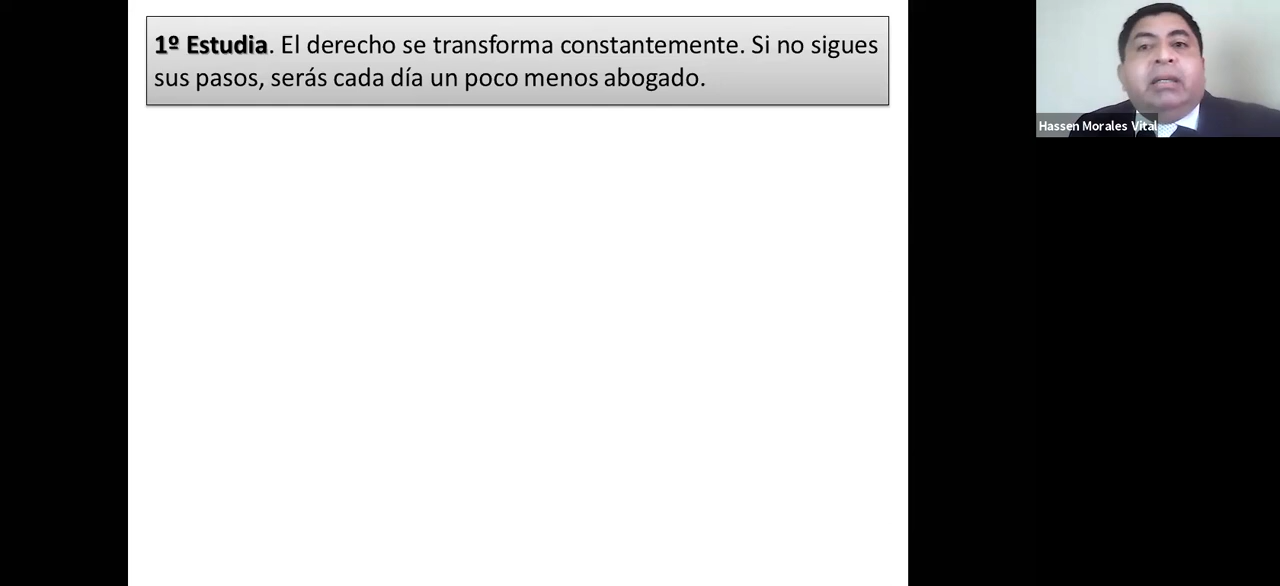 1º Estudia. El derecho se transforma constantemente. Si no sigues
sus pasos, serás cada día un poco menos abogado.
Hassen Morales Vital